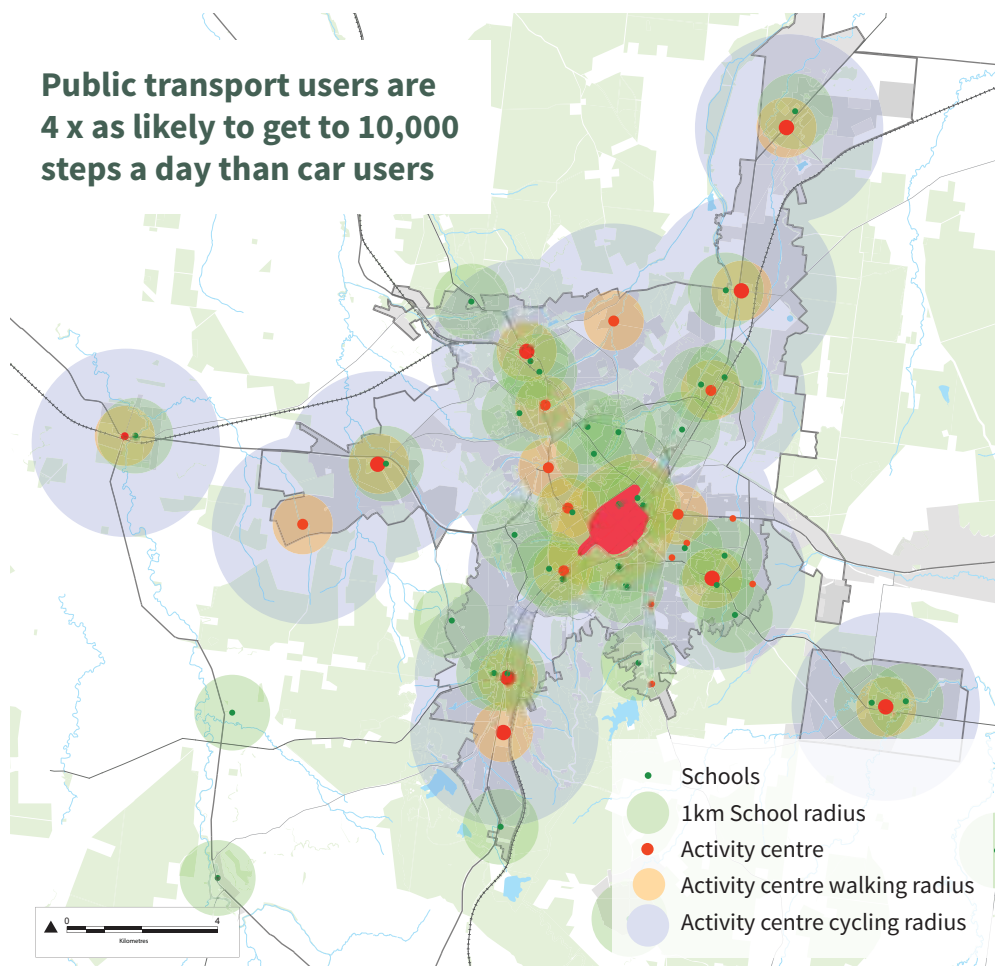 Public transport users are
4 x as likely to get to 10,000
steps a day than car users
Schools
1km School radius
Activity centre
Activity centre walking radius
Activity centre cycling radius
0 4
Kilometres